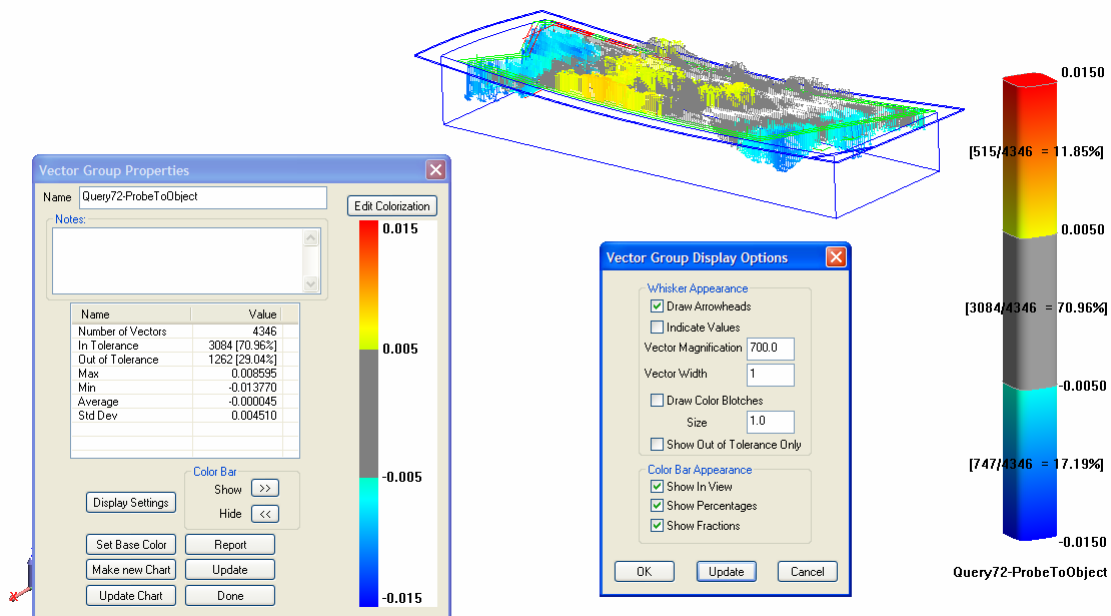 0.0150
[515/4346 = 11.85%]
0.0050
[3084/4346 = 70.96%]
-0.0050
[747/4346 = 17.19%]
-0.0150
Query72-ProbeToObject
Vector Group Properties
Name Query72-ProbeToObject
Edit Colorization
Notes:
0.015
0.005
-0.005
-0.015
Name Value
Number of Vectors 4346
In Tolerance 3084 [70.96%]
Out of Tolerance 1262 [29.04%]
Max 0.008595
Min -0.013770
Average -0.000045
Std Dev 0.004510
Color Bar
Show >>
Hide <<
Display Settings
Set Base Color Report
Make new Chart Update
Update Chart Done
Vector Group Display Options
Whisker Appearance
Draw Arrowheads
Indicate Values
Vector Magnification 700.0
Vector Width 1
Draw Color Blotches
Size 1.0
Show Out of Tolerance Only
Color Bar Appearance
Show In View
Show Percentages
Show Fractions
OK Update Cancel